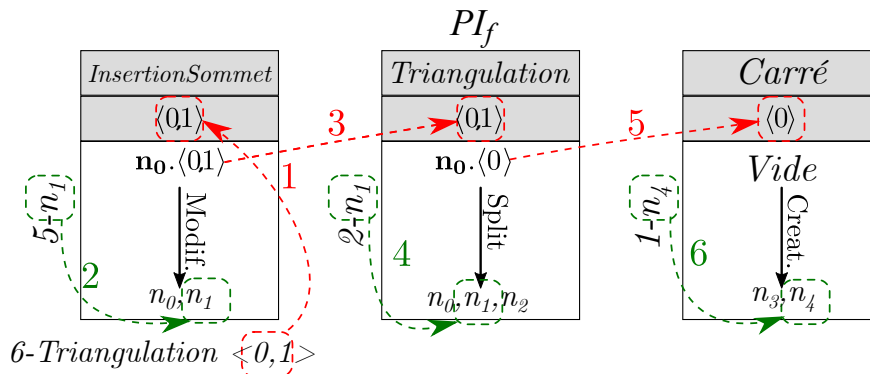 PI_f
InsertionSommet
⟨0,1⟩
n₀.⟨0,1⟩
5-n₁
Modif.
1
2
n₀,n₁
6-Triangulation <0,1>
3
Triangulation
⟨0,1⟩
n₀.⟨0⟩
2-n₁
Split
4
n₀,n₁,n₂
5
Carré
⟨0⟩
Vide
1-n₄
Creat.
6
n₃,n₄